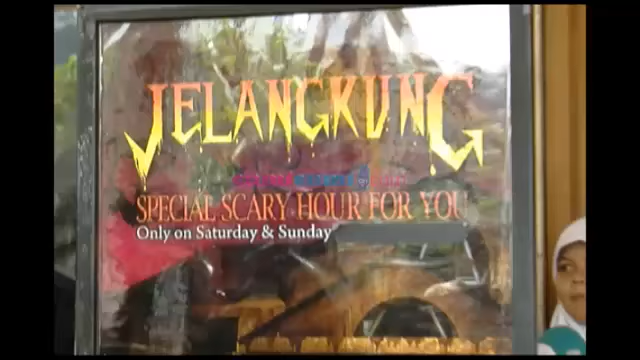 JELANGKUNG
SPECIAL SCARY HOUR FOR YOU
Only on Saturday & Sunday